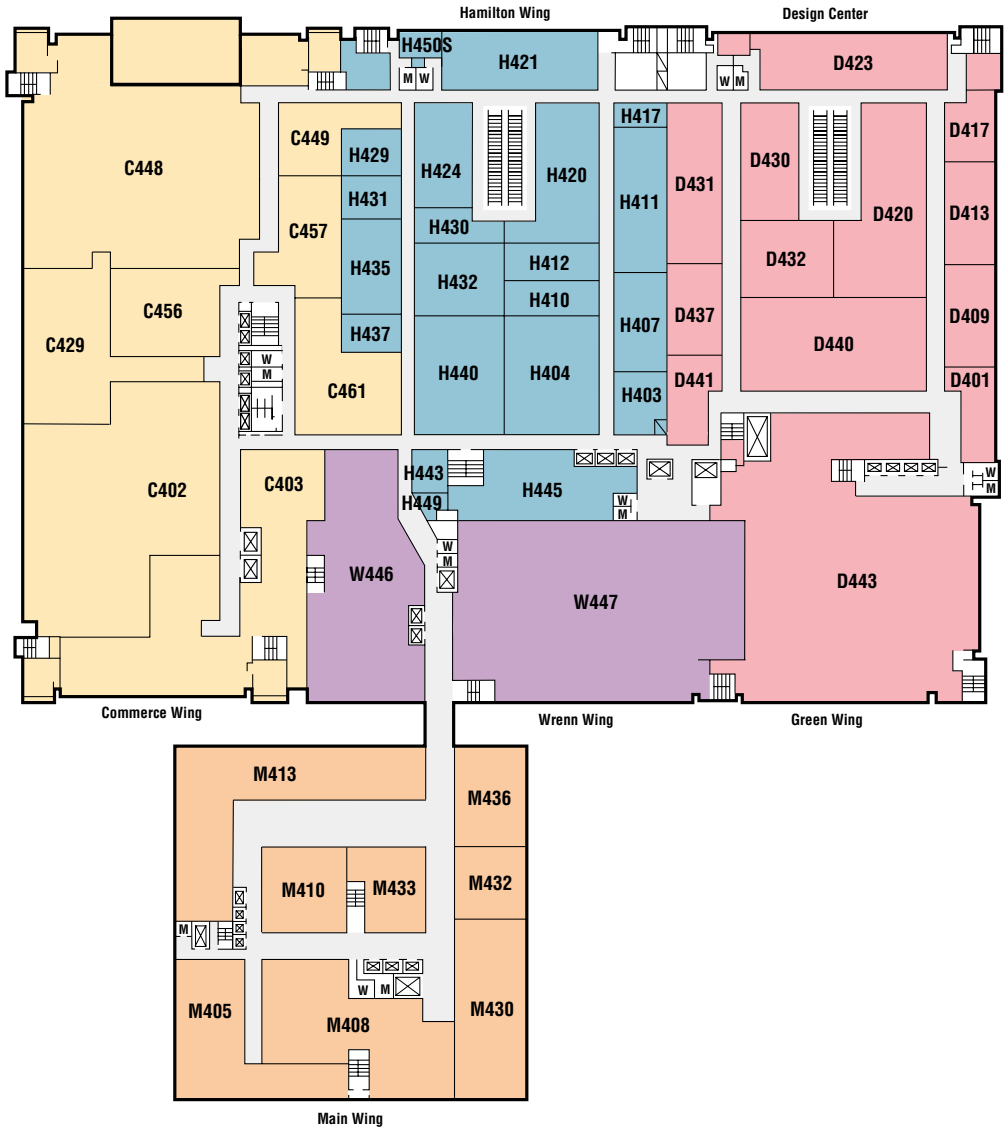 Hamilton Wing
Design Center
H450S
H421
M W
W M
D423
C448
C449
H429
H424
H420
H417
D431
D430
D420
D417
H431
C457
H430
H411
D413
H435
H432
H412
D432
C456
H410
D409
C429
H437
H407
D437
W
M
C461
H440
H404
D440
H403
D441
D401
C402
C403
H443
H449
H445
W
M
W
M
W
M
W446
W447
D443
Commerce Wing
Wrenn Wing
Green Wing
M413
M436
M410
M433
M432
M
M405
W M
M408
M430
Main Wing